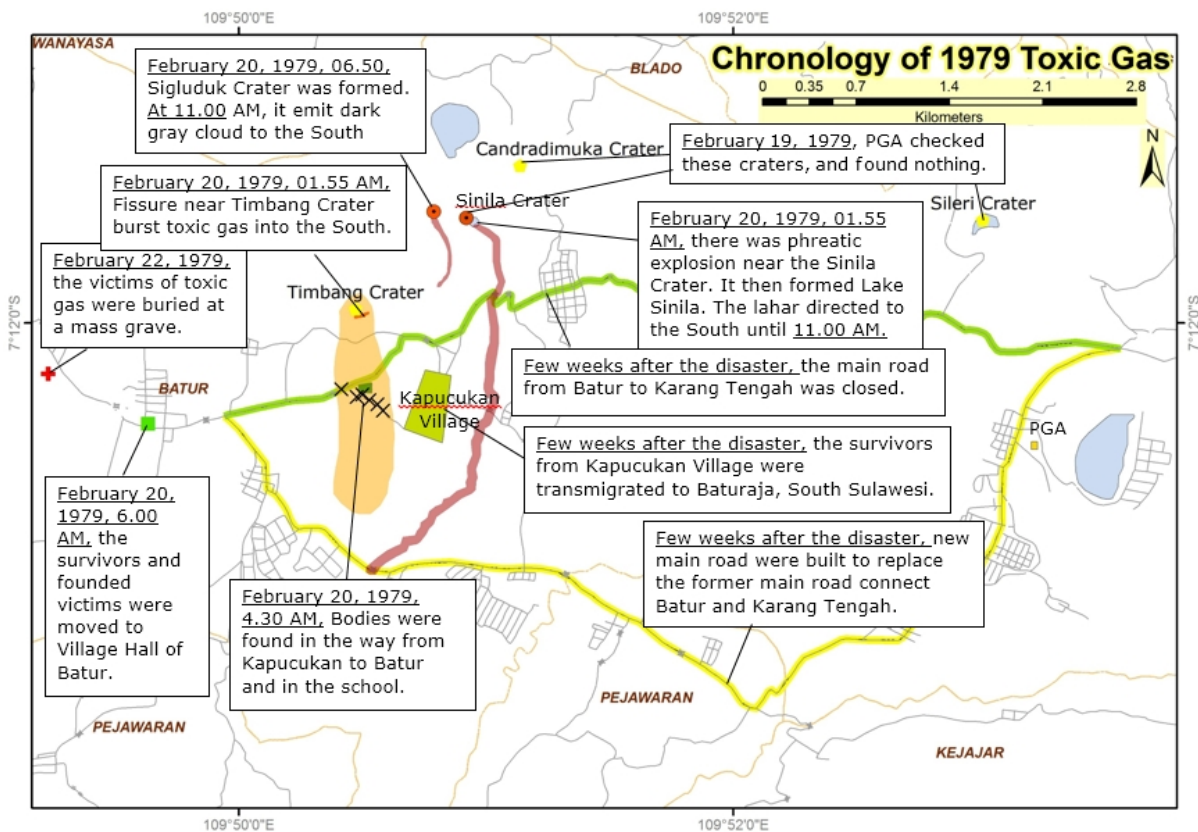 109°50'0"E
109°52'0"E
WANAYASA
Chronology of 1979 Toxic Gas
0 0.35 0.7 1.4 2.1 2.8
Kilometers
N
BLADO
February 20, 1979, 06.50,
Sigluduk Crater was formed.
At 11.00 AM, it emit dark
gray cloud to the South
Candradimuka Crater
February 19, 1979, PGA checked
these craters, and found nothing.
February 20, 1979, 01.55 AM,
Fissure near Timbang Crater
burst toxic gas into the South.
Sinila Crater
Sileri Crater
February 20, 1979, 01.55
AM, there was phreatic
explosion near the Sinila
Crater. It then formed Lake
Sinila. The lahar directed to
the South until 11.00 AM.
February 22, 1979,
the victims of toxic
gas were buried at
a mass grave.
Timbang Crater
7°12'0"S
7°12'0"S
Few weeks after the disaster, the main road
from Batur to Karang Tengah was closed.
BATUR
Kapucukan
Village
PGA
Few weeks after the disaster, the survivors
from Kapucukan Village were
transmigrated to Baturaja, South Sulawesi.
February 20,
1979, 6.00
AM, the
survivors and
founded
victims were
moved to
Village Hall of
Batur.
Few weeks after the disaster, new
main road were built to replace
the former main road connect
Batur and Karang Tengah.
February 20, 1979,
4.30 AM, Bodies were
found in the way from
Kapucukan to Batur
and in the school.
PEJAWARAN
PEJAWARAN
KEJAJAR
109°50'0"E
109°52'0"E